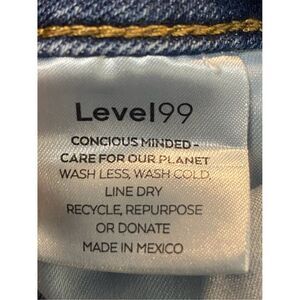 Level99
CONCIOUS MINDED-
CARE FOR OUR PLANET
WASH LESS, WASH COLD,
LINE DRY
RECYCLE, REPURPOSE
OR DONATE
MADE IN MEXICO